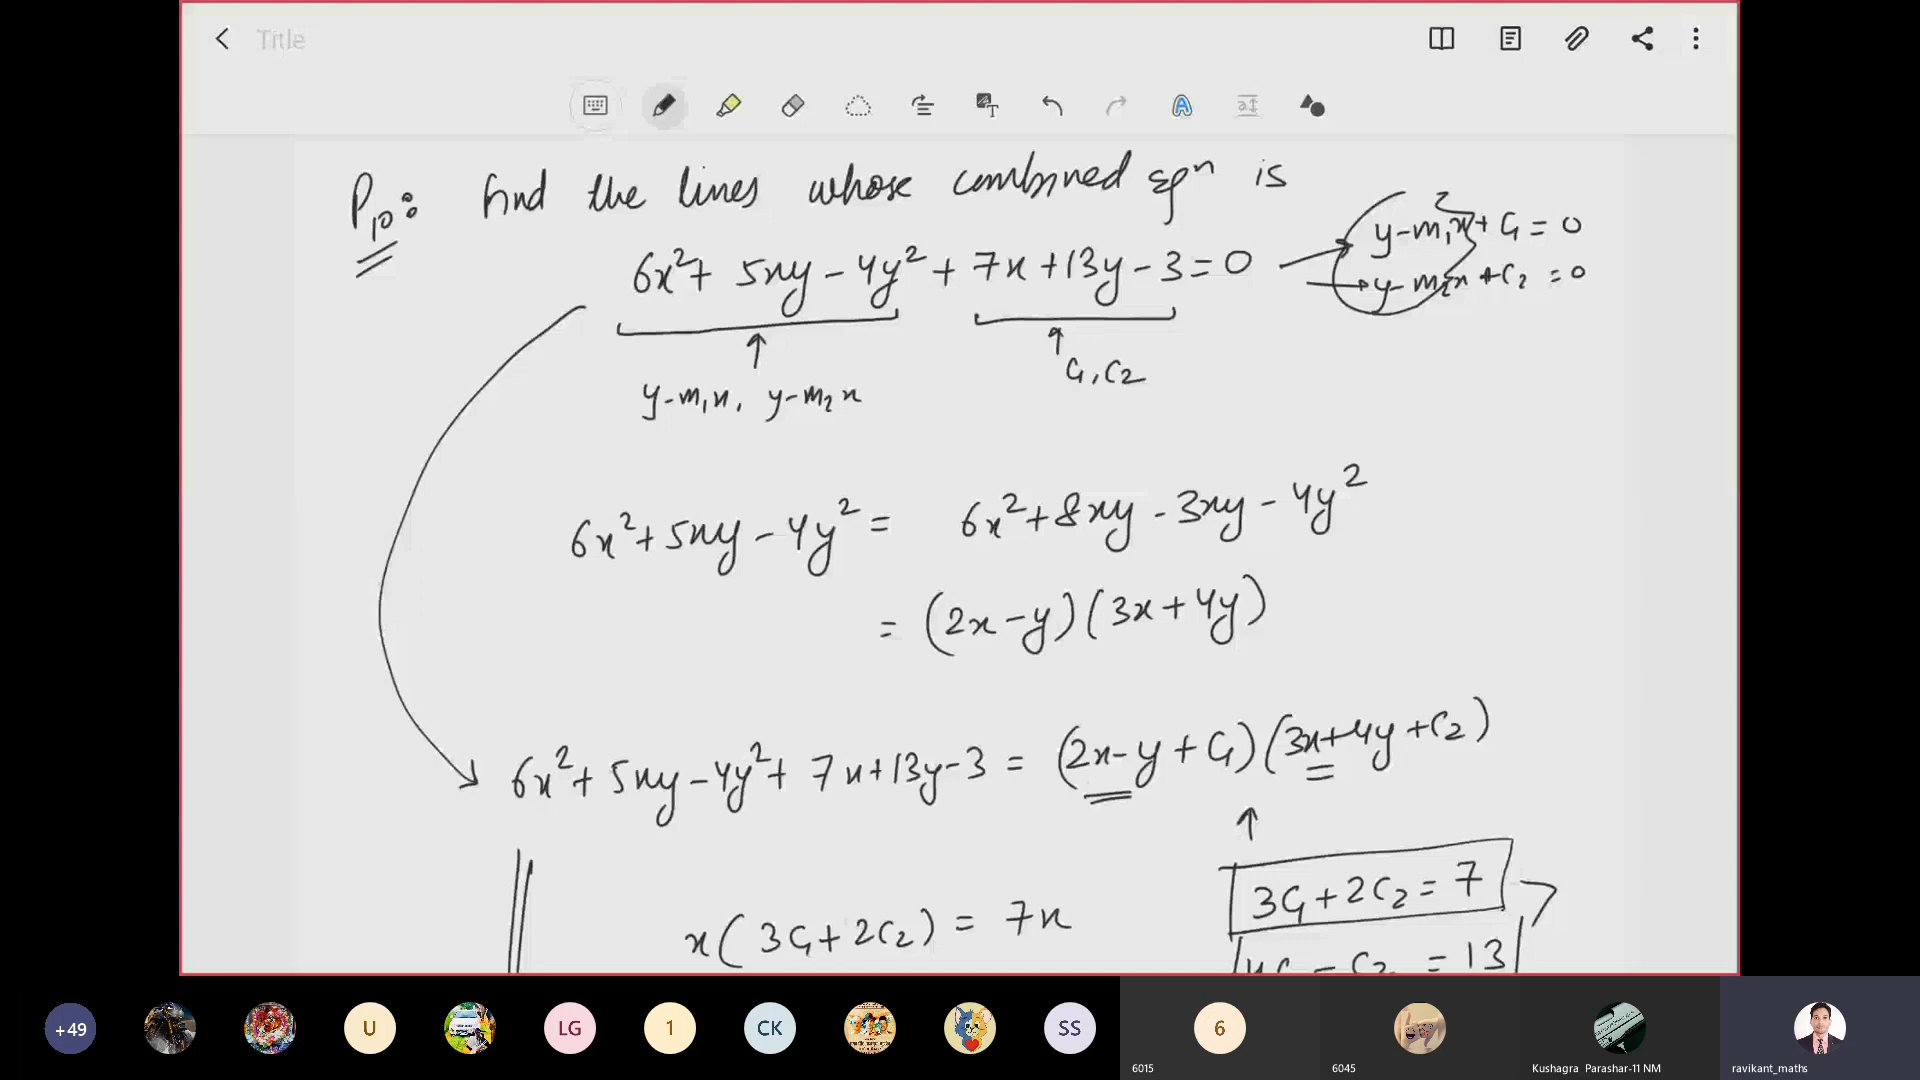 Title
P₁₀: find the lines whose combined eqⁿ is
6x²+ 5xy - 4y² + 7x + 13y - 3 = 0
y-m₁x + C₁ = 0
y-m₂x + C₂ = 0
y-m₁x, y-m₂x
C₁, C₂
6x²+5xy - 4y² = 6x²+8xy - 3xy - 4y²
= (2x-y)(3x+4y)
6x²+ 5xy - 4y²+ 7x+13y-3 = (2x-y + C₁)(3x+4y +C₂)
3C₁+2C₂ = 7
x(3C₁+2C₂) = 7x
4C₁ - C₂ = 13
+49
U
LG
1
CK
SS
6
6015
6045
Kushagra Parashar-11 NM
ravikant_maths